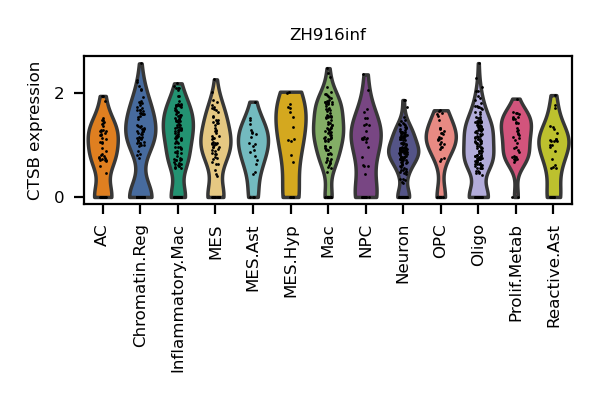 ZH916inf
CTSB expression
2
0
AC
Chromatin.Reg
Inflammatory.Mac
MES
MES.Ast
MES.Hyp
Mac
NPC
Neuron
OPC
Oligo
Prolif.Metab
Reactive.Ast